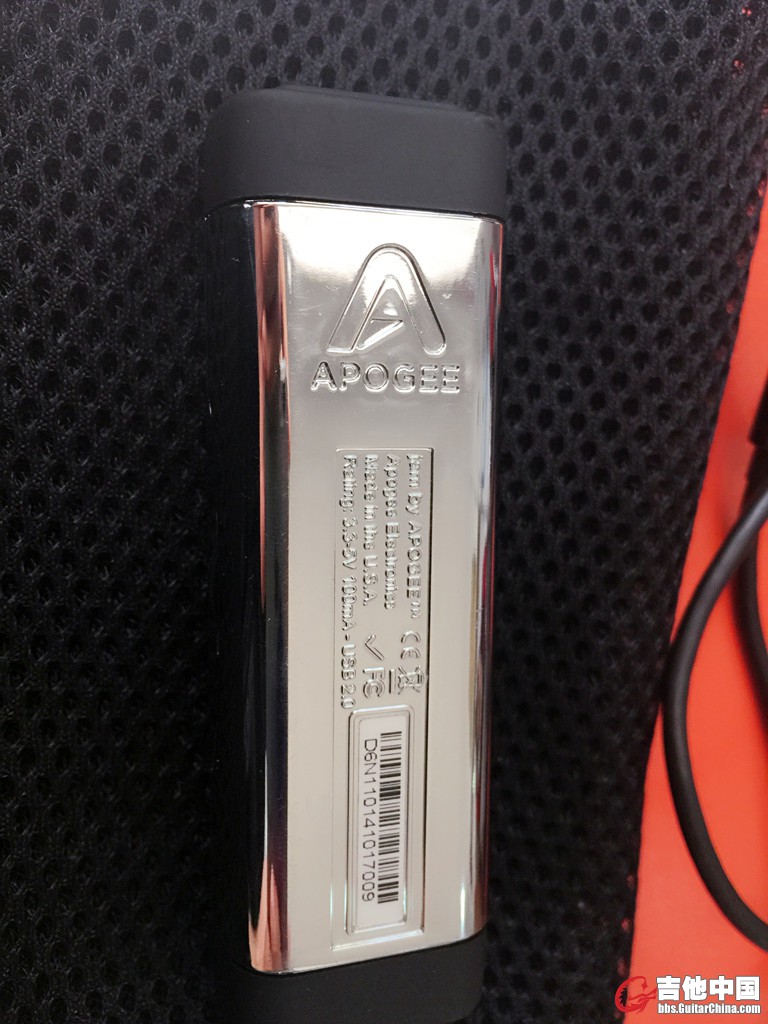 APOGEE
jam by APOGEE™
Apogee Electronics
Made in the U.S.A.
Rating: 3.3-5V 100mA - USB 2.0
CE
FC
D6N110141017009
吉他中国
bbs.GuitarChina.com